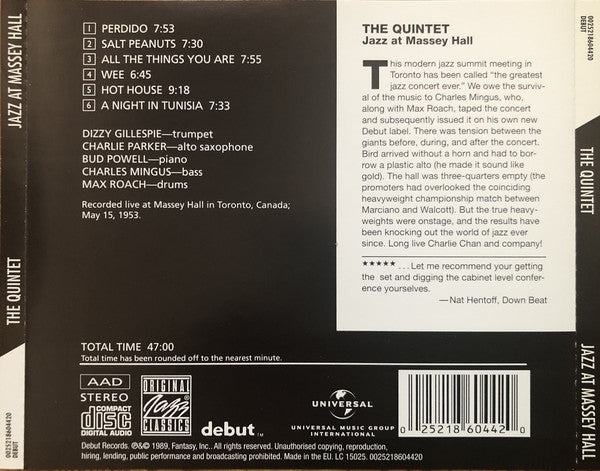 JAZZ AT MASSEY HALL
THE QUINTET
0025218604420
DEBUT
1 PERDIDO 7:53
2 SALT PEANUTS 7:30
3 ALL THE THINGS YOU ARE 7:55
4 WEE 6:45
5 HOT HOUSE 9:18
6 A NIGHT IN TUNISIA 7:33
DIZZY GILLESPIE—trumpet
CHARLIE PARKER—alto saxophone
BUD POWELL—piano
CHARLES MINGUS—bass
MAX ROACH—drums
Recorded live at Massey Hall in Toronto, Canada;
May 15, 1953.
TOTAL TIME 47:00
Total time has been rounded off to the nearest minute.
THE QUINTET
Jazz at Massey Hall
This modern jazz summit meeting in
Toronto has been called “the greatest
jazz concert ever.” We owe the surviv-
al of the music to Charles Mingus, who,
along with Max Roach, taped the concert
and subsequently issued it on his own new
Debut label. There was tension between the
giants before, during, and after the concert.
Bird arrived without a horn and had to bor-
row a plastic alto (he made it sound like
gold). The hall was three-quarters empty (the
promoters had overlooked the coinciding
heavyweight championship match between
Marciano and Walcott). But the true heavy-
weights were onstage, and the results have
been knocking out the world of jazz ever
since. Long live Charlie Chan and company!
★★★★★ . . . Let me recommend your getting
the set and digging the cabinet level confer-
ence yourselves.
—Nat Hentoff, Down Beat
AAD
STEREO
COMPACT
disc
DIGITAL AUDIO
ORIGINAL
Jazz
CLASSICS
debut™
UNIVERSAL
UNIVERSAL MUSIC GROUP
INTERNATIONAL
0 25218 60442 0
Debut Records. ℗&© 1989, Fantasy, Inc.. All rights reserved. Unauthorised copying, reproduction,
hiring, lending, public performance and broadcasting prohibited. Made in the EU. LC 15025. 0025218604420
0025218604420
DEBUT
THE QUINTET
JAZZ AT MASSEY HALL